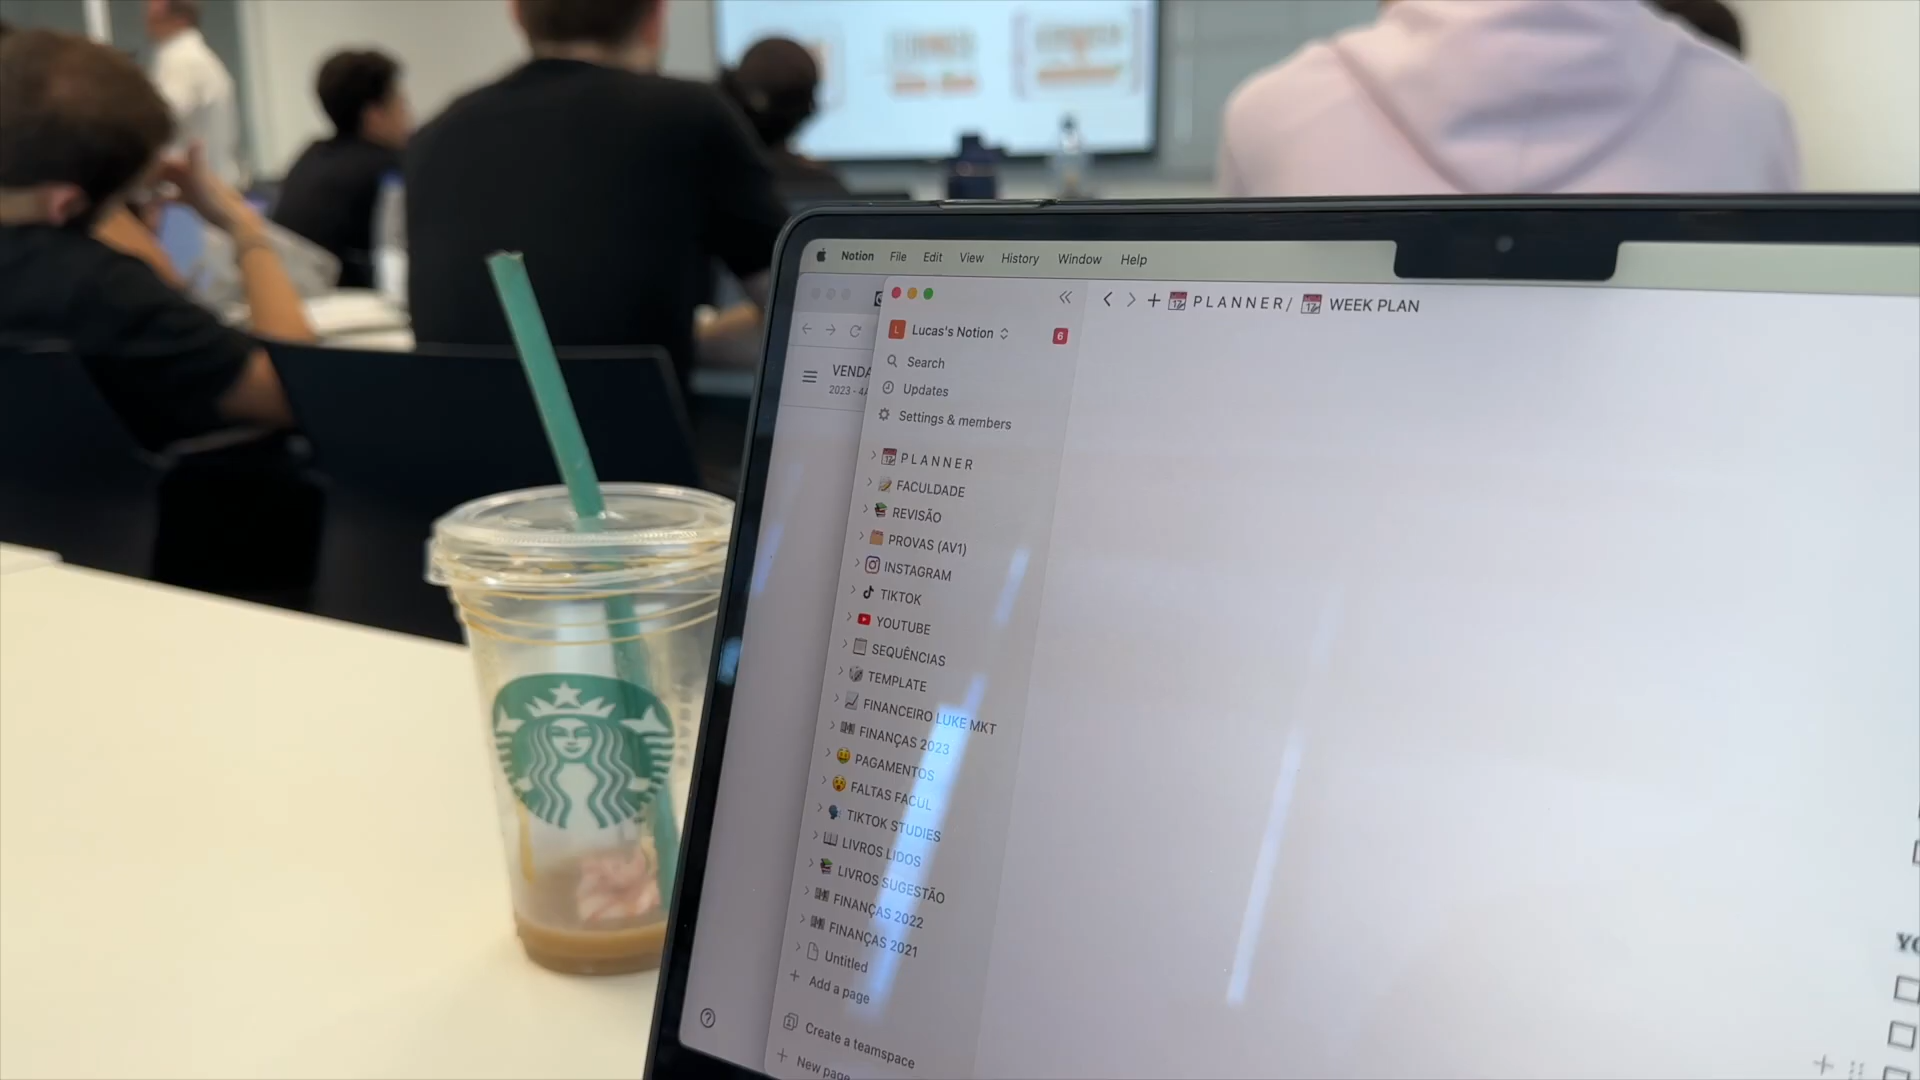 Notion File Edit View History Window Help
PLANNER/ WEEK PLAN
Lucas's Notion
6
Search
Updates
Settings & members
VENDA
2023 - 4
PLANNER
FACULDADE
REVISÃO
PROVAS (AV1)
INSTAGRAM
TIKTOK
YOUTUBE
SEQUÊNCIAS
TEMPLATE
FINANCEIRO LUKE MKT
FINANÇAS 2023
PAGAMENTOS
FALTAS FACUL
TIKTOK STUDIES
LIVROS LIDOS
LIVROS SUGESTÃO
FINANÇAS 2022
FINANÇAS 2021
Untitled
Add a page
Create a teamspace
New page